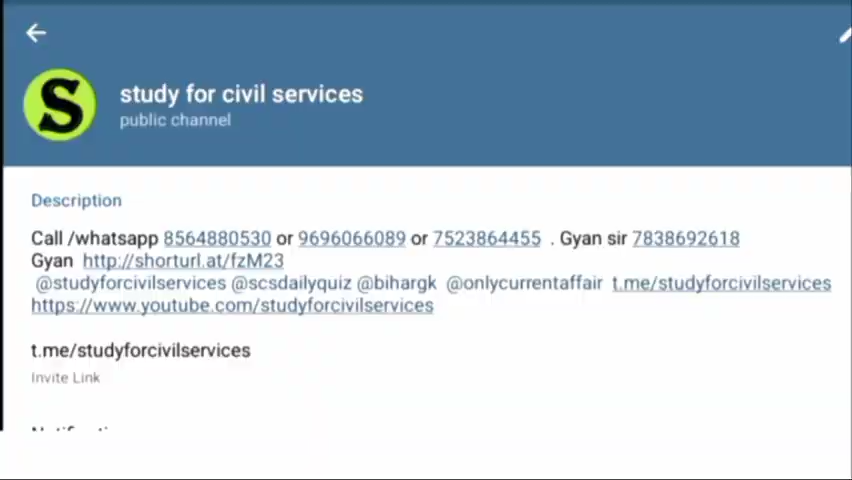 S
study for civil services
public channel
Description
Call /whatsapp 8564880530 or 9696066089 or 7523864455 . Gyan sir 7838692618
Gyan http://shorturl.at/fzM23
@studyforcivilservices @scsdailyquiz @bihargk @onlycurrentaffair t.me/studyforcivilservices
https://www.youtube.com/studyforcivilservices
t.me/studyforcivilservices
Invite Link